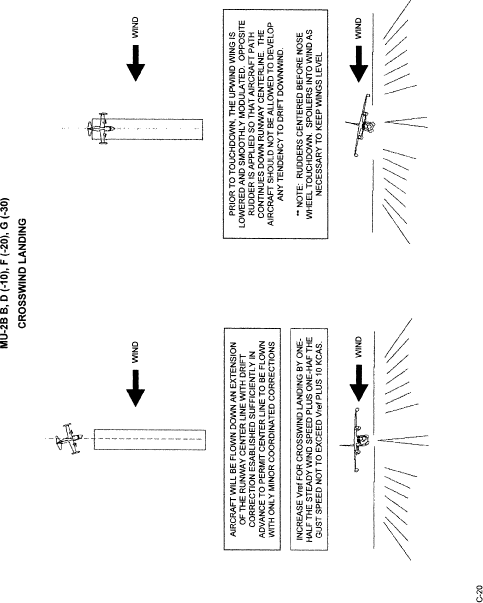 MU-2B B, D (-10), F (-20), G (-30)
CROSSWIND LANDING
WIND
WIND
AIRCRAFT WILL BE FLOWN DOWN AN EXTENSION
OF THE RUNWAY CENTER LINE WITH DRIFT
CORRECTION ESABLISHED SUFFICIENTLY IN
ADVANCE TO PERMIT CENTER LINE TO BE FLOWN
WITH ONLY MINOR COORDINATED CORRECTIONS
INCREASE Vref FOR CROSSWIND LANDING BY ONE-
HALF THE STEADY WIND SPEED PLUS ONE-HAF THE
GUST SPEED NOT TO EXCEED Vref PLUS 10 KCAS.
PRIOR TO TOUCHDOWN, THE UPWIND WING IS
LOWERED AND SMOOTHLY MODULATED. OPPOSITE
RUDDER IS APPLIED SO THAT AIRCRAFT PATH
CONTINUES DOWN RUNWAY CENTERLINE. THE
AIRCRAFT SHOULD NOT BE ALLOWED TO DEVELOP
ANY TENDENCY TO DRIFT DOWNWIND.
** NOTE: RUDDERS CENTERED BEFORE NOSE
WHEEL TOUCHDOWN. SPOILERS INTO WIND AS
NECESSARY TO KEEP WINGS LEVEL
WIND
WIND
C-20